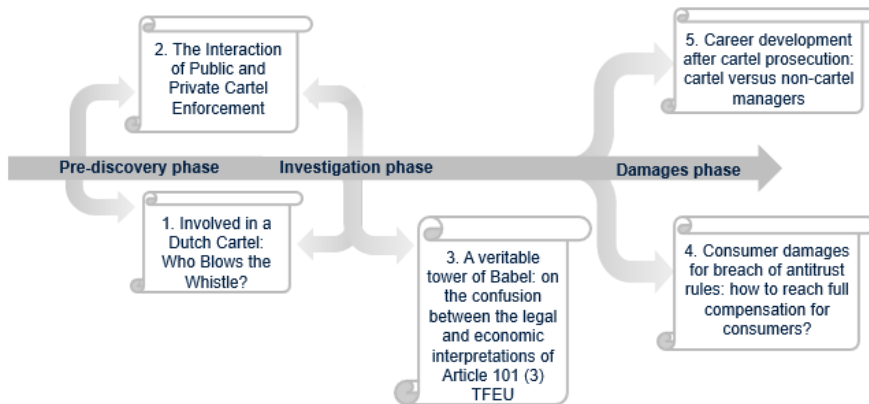 2. The Interaction
of Public and
Private Cartel
Enforcement
5. Career development
after cartel prosecution:
cartel versus non-cartel
managers
Pre-discovery phase
Investigation phase
Damages phase
1. Involved in a
Dutch Cartel:
Who Blows the
Whistle?
3. A veritable
tower of Babel: on
the confusion
between the legal
and economic
interpretations of
Article 101 (3)
TFEU
4. Consumer damages
for breach of antitrust
rules: how to reach full
compensation for
consumers?